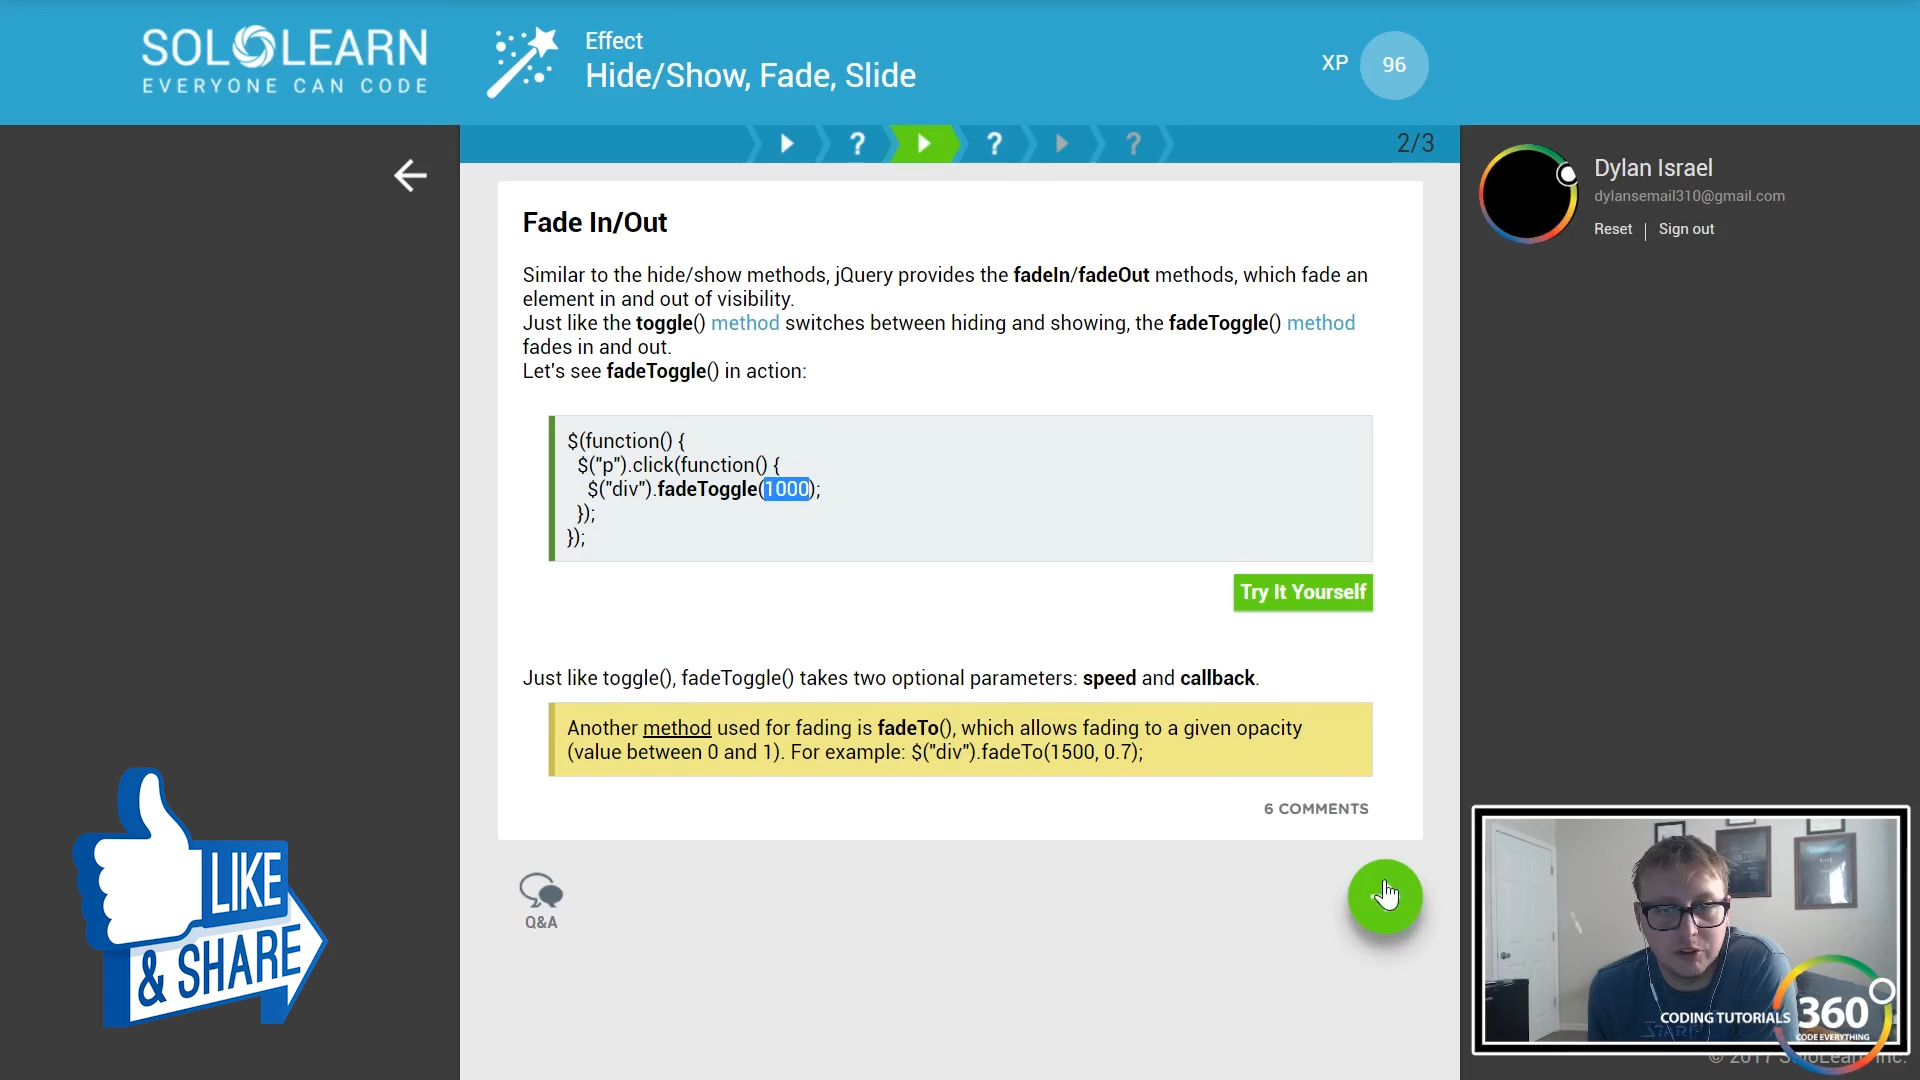 SOLOLEARN
EVERYONE CAN CODE
Effect
Hide/Show, Fade, Slide
XP 96
? ? ? 2/3
Dylan Israel
dylansemail310@gmail.com
Reset | Sign out
Fade In/Out
Similar to the hide/show methods, jQuery provides the fadeIn/fadeOut methods, which fade an
element in and out of visibility.
Just like the toggle() method switches between hiding and showing, the fadeToggle() method
fades in and out.
Let's see fadeToggle() in action:
$(function() {
$("p").click(function() {
$("div").fadeToggle(1000);
});
});
Try It Yourself
Just like toggle(), fadeToggle() takes two optional parameters: speed and callback.
Another method used for fading is fadeTo(), which allows fading to a given opacity
(value between 0 and 1). For example: $("div").fadeTo(1500, 0.7);
6 COMMENTS
Q&A
LIKE
& SHARE
CODING TUTORIALS 360
CODE EVERYTHING
© 2017 SoloLearn Inc.